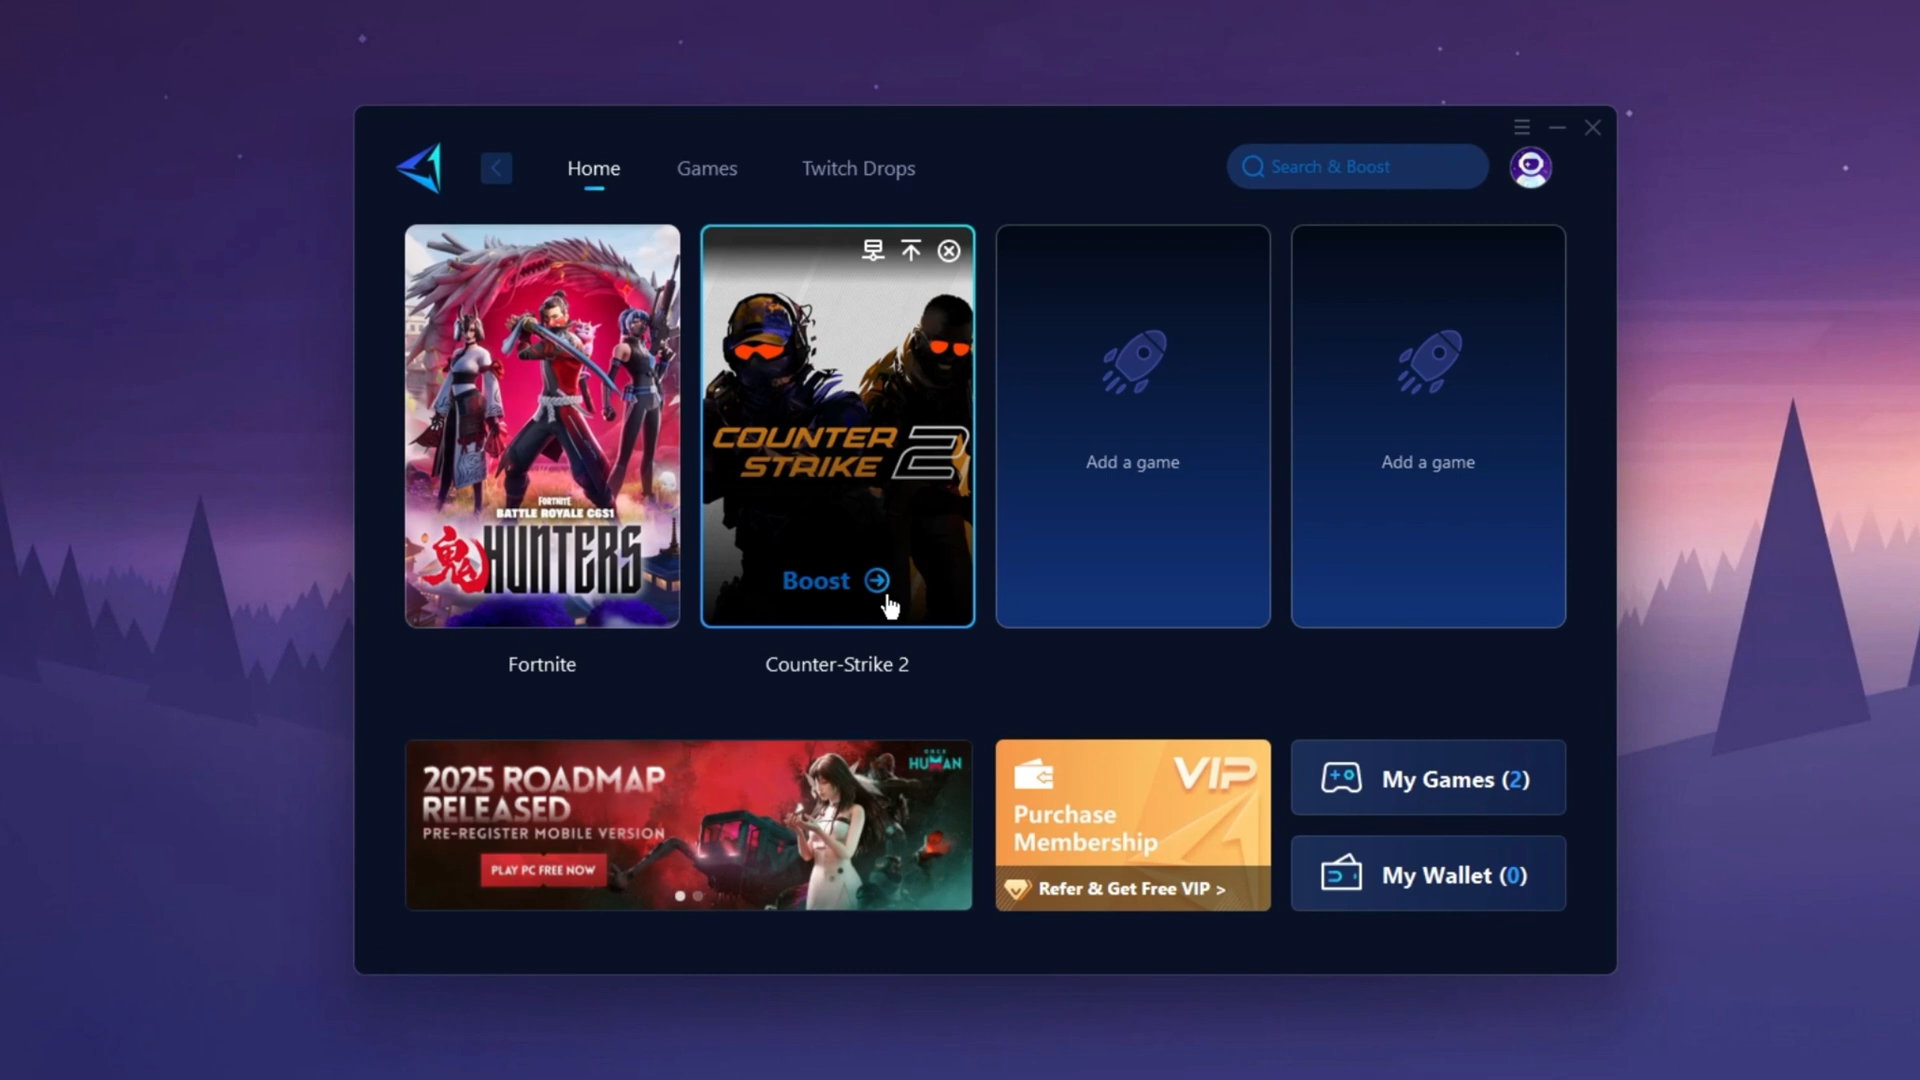 Home
Games
Twitch Drops
Search & Boost
FORTNITE
BATTLE ROYALE C6S1
鬼HUNTERS
COUNTER
STRIKE 2
Boost
Add a game
Add a game
Fortnite
Counter-Strike 2
2025 ROADMAP
RELEASED
PRE-REGISTER MOBILE VERSION
PLAY PC FREE NOW
ONCE
HUMAN
VIP
Purchase
Membership
Refer & Get Free VIP >
My Games (2)
My Wallet (0)